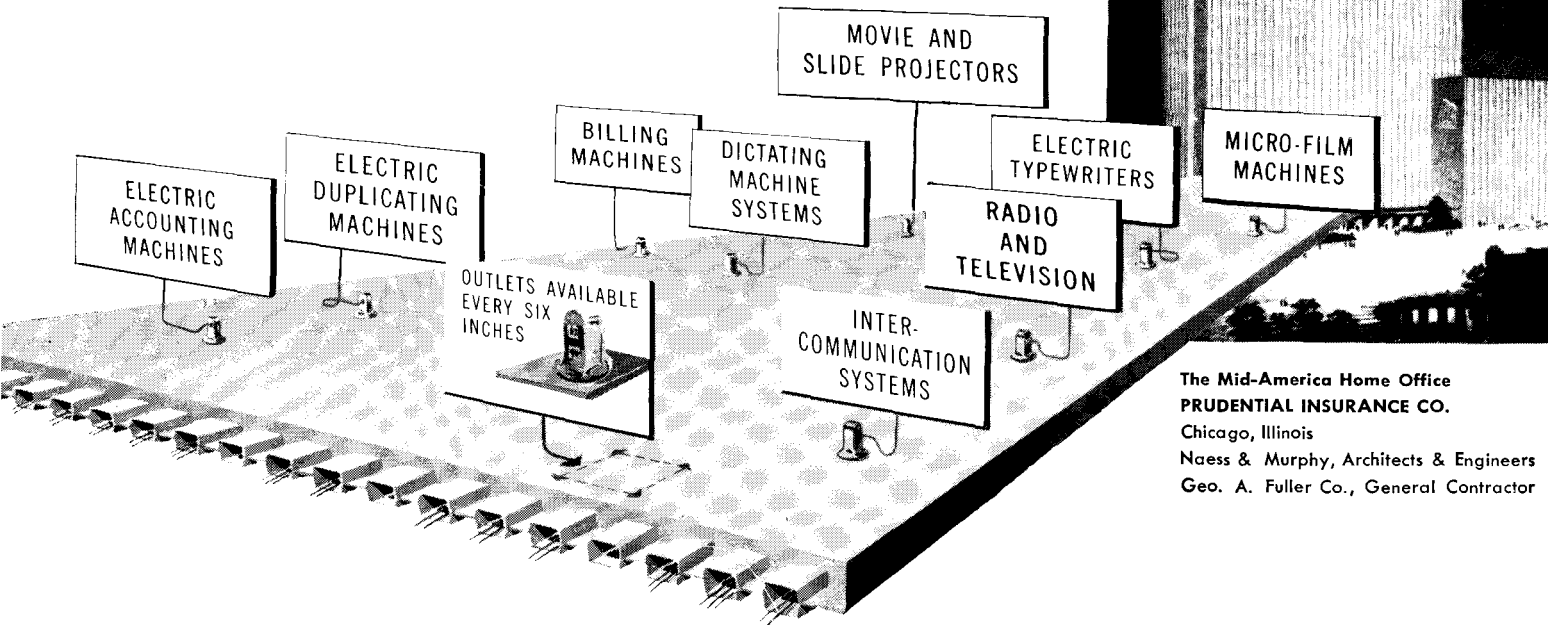 MOVIE AND
SLIDE PROJECTORS
BILLING
MACHINES
DICTATING
MACHINE
SYSTEMS
ELECTRIC
TYPEWRITERS
MICRO-FILM
MACHINES
ELECTRIC
ACCOUNTING
MACHINES
ELECTRIC
DUPLICATING
MACHINES
RADIO
AND
TELEVISION
OUTLETS AVAILABLE
EVERY SIX
INCHES
INTER-
COMMUNICATION
SYSTEMS
The Mid-America Home Office
PRUDENTIAL INSURANCE CO.
Chicago, Illinois
Naess & Murphy, Architects & Engineers
Geo. A. Fuller Co., General Contractor